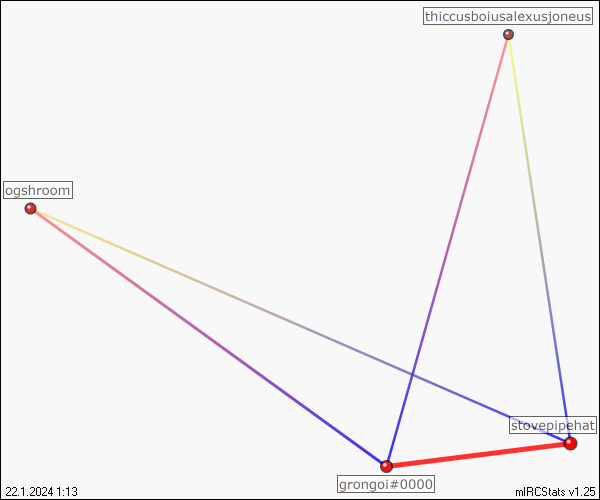 thiccusboiusalexusjoneus
ogshroom
stovepipehat
grongoi#0000
22.1.2024 1:13
mIRCStats v1.25